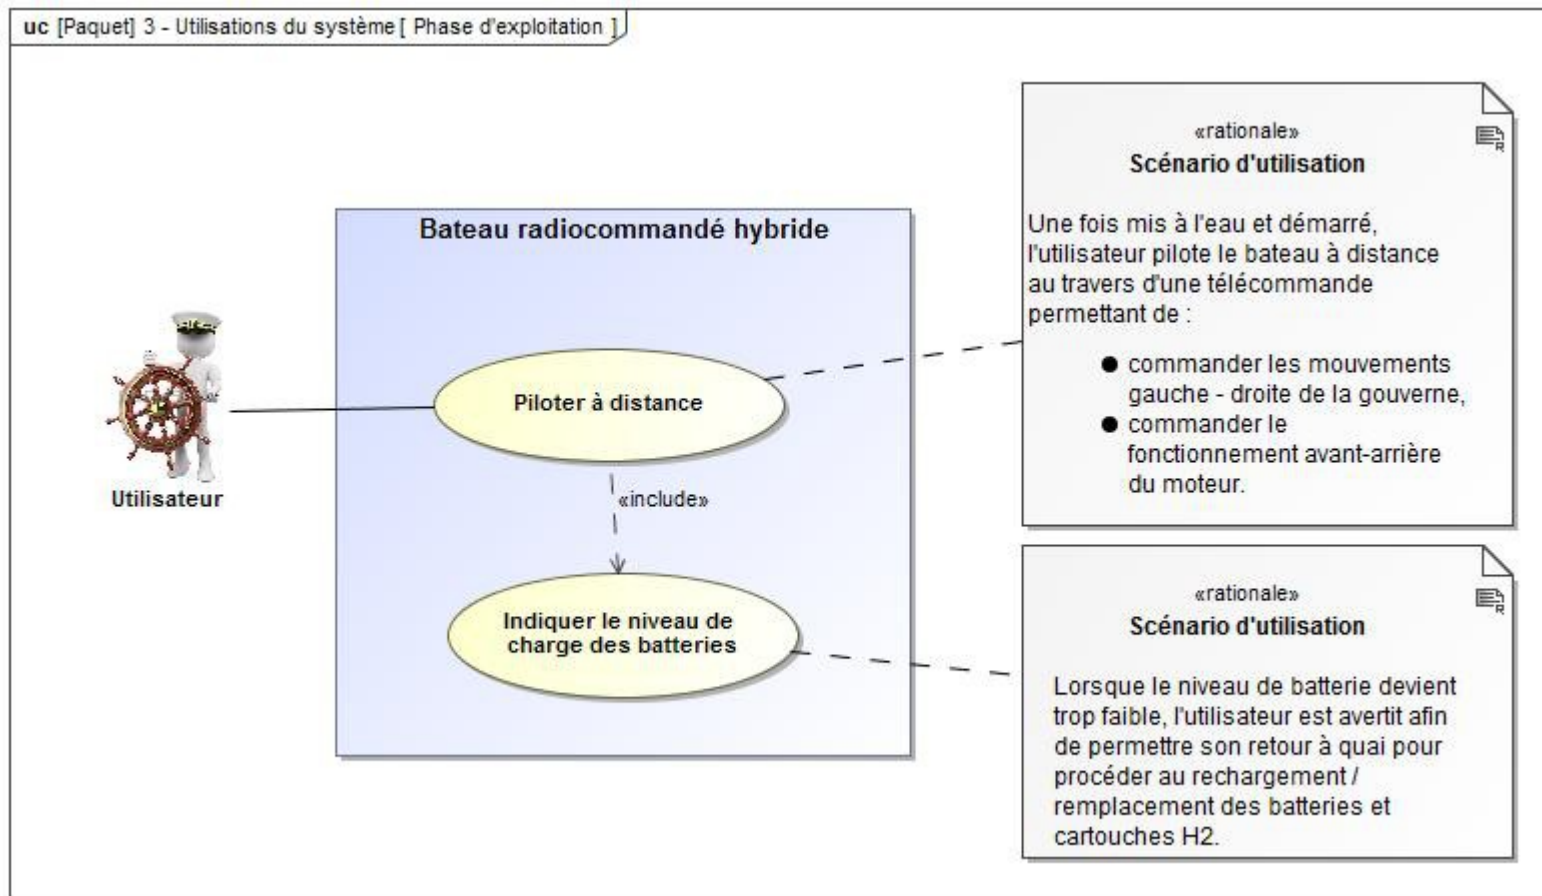 uc [Paquet] 3 - Utilisations du système [ Phase d'exploitation ]
Bateau radiocommandé hybride
Utilisateur
Piloter à distance
«include»
Indiquer le niveau de
charge des batteries
«rationale»
Scénario d'utilisation
Une fois mis à l'eau et démarré,
l'utilisateur pilote le bateau à distance
au travers d'une télécommande
permettant de :
● commander les mouvements
gauche - droite de la gouverne,
● commander le
fonctionnement avant-arrière
du moteur.
«rationale»
Scénario d'utilisation
Lorsque le niveau de batterie devient
trop faible, l'utilisateur est avertit afin
de permettre son retour à quai pour
procéder au rechargement /
remplacement des batteries et
cartouches H2.